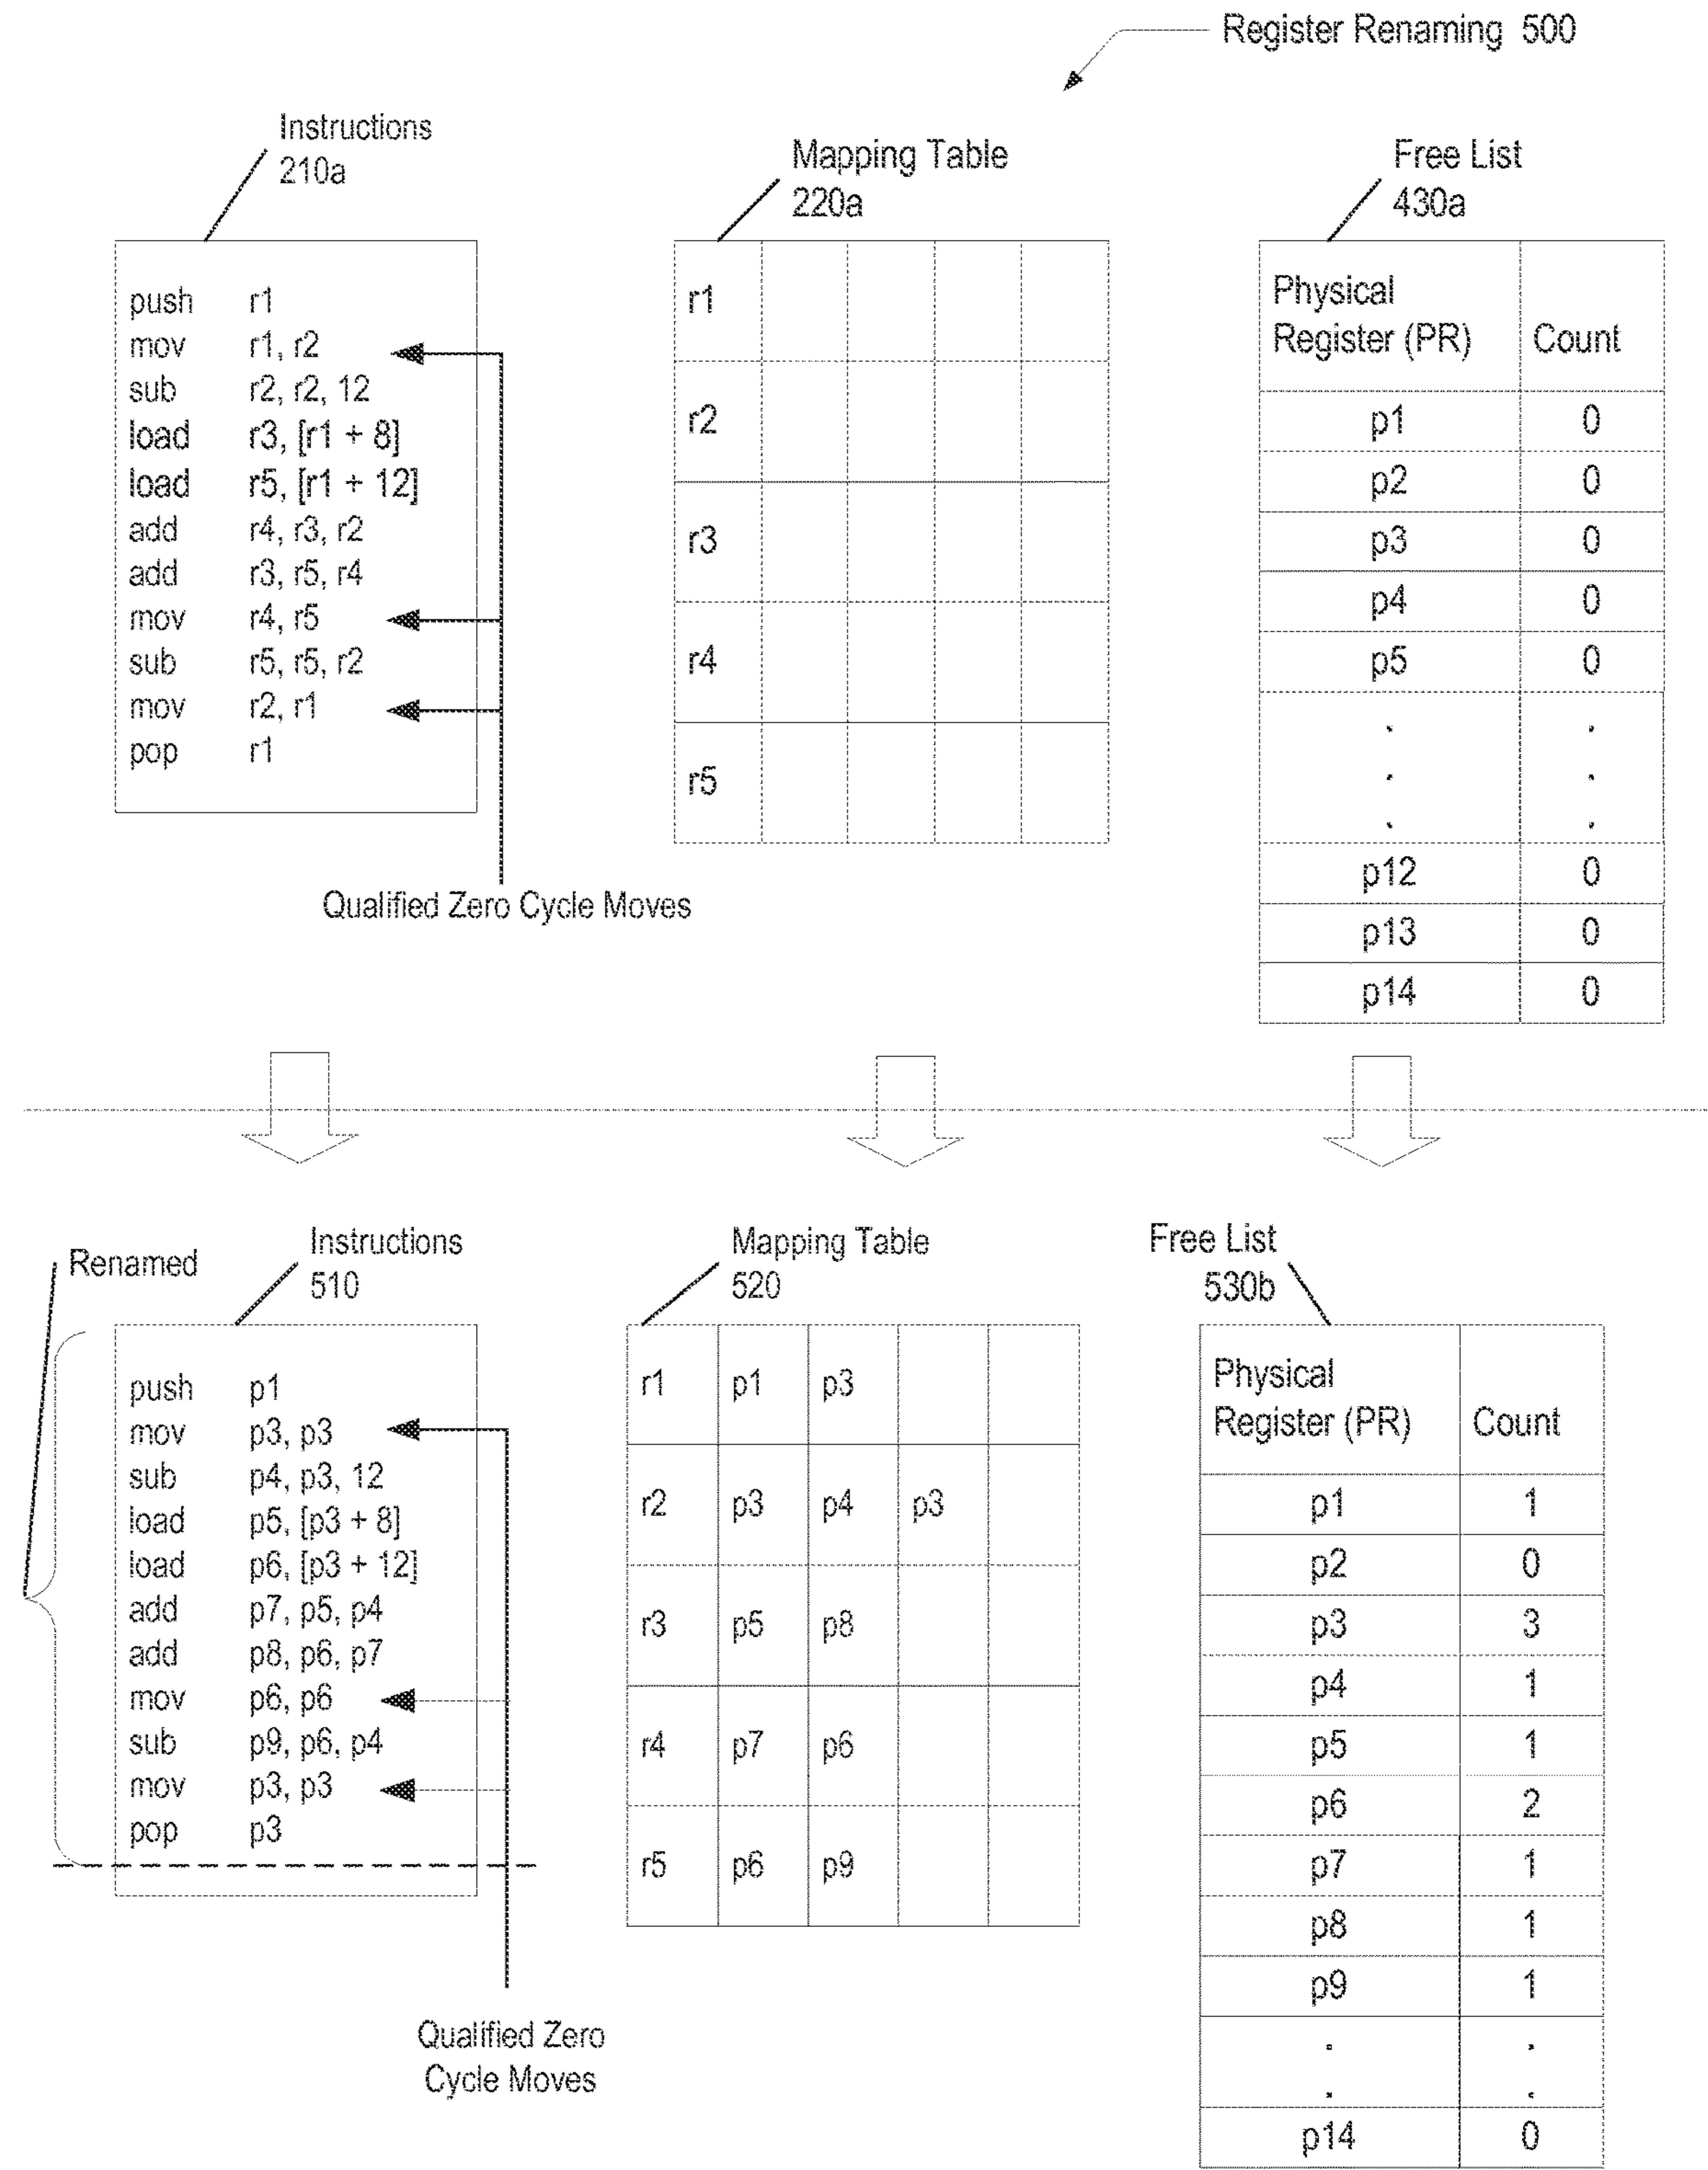 Register Renaming 500
Instructions
210a
push r1
mov r1, r2
sub r2, r2, 12
load r3, [r1 + 8]
load r5, [r1 + 12]
add r4, r3, r2
add r3, r5, r4
mov r4, r5
sub r5, r5, r2
mov r2, r1
pop r1
Qualified Zero Cycle Moves
Mapping Table
220a
r1
r2
r3
r4
r5
Free List
430a
Physical
Register (PR) Count
p1 0
p2 0
p3 0
p4 0
p5 0
p12 0
p13 0
p14 0
Renamed
Instructions
510
push p1
mov p3, p3
sub p4, p3, 12
load p5, [p3 + 8]
load p6, [p3 + 12]
add p7, p5, p4
add p8, p6, p7
mov p6, p6
sub p9, p6, p4
mov p3, p3
pop p3
Qualified Zero
Cycle Moves
Mapping Table
520
r1 p1 p3
r2 p3 p4 p3
r3 p5 p8
r4 p7 p6
r5 p6 p9
Free List
530b
Physical
Register (PR) Count
p1 1
p2 0
p3 3
p4 1
p5 1
p6 2
p7 1
p8 1
p9 1
p14 0